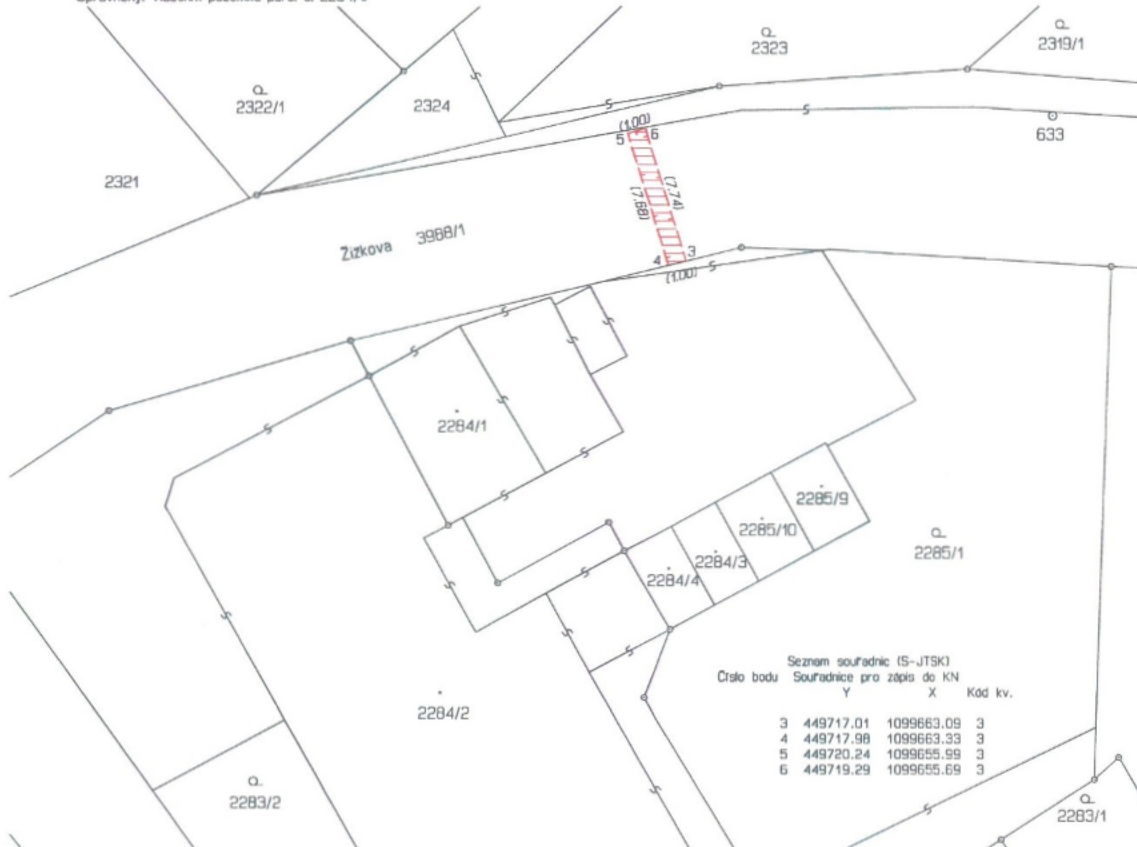 2323
2319/1
2322/1
2324
(1.00)
5 6
633
2321
(7.74)
(7.68)
Žižkova 3988/1
4 3
(1.00)
2284/1
2285/9
2285/10
2284/3
2284/4
2285/1
Seznam souřadnic (S-JTSK)
Číslo bodu Souřadnice pro zápis do KN
Y X Kód kv.
3 449717.01 1099663.09 3
4 449717.98 1099663.33 3
5 449720.24 1099655.99 3
6 449719.29 1099655.69 3
2284/2
2283/2
2283/1